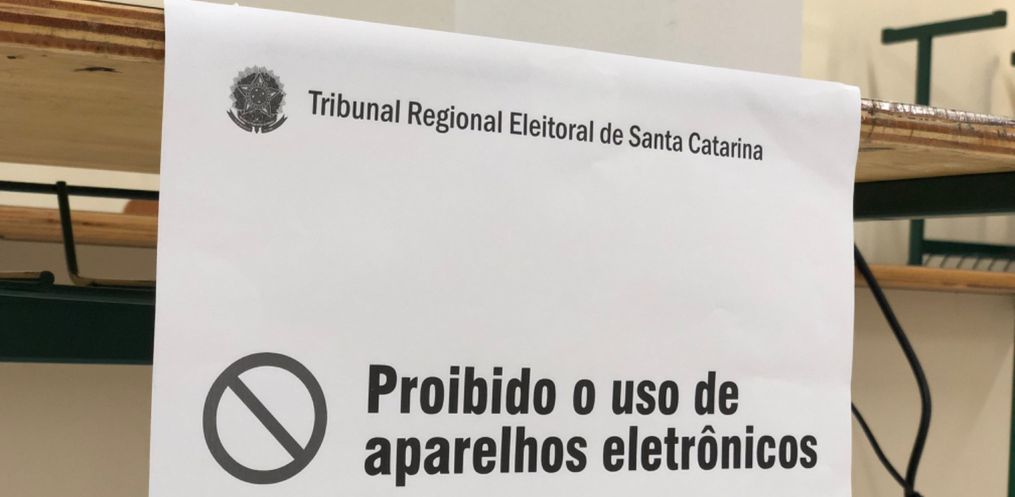 Tribunal Regional Eleitoral de Santa Catarina
Proibido o uso de
aparelhos eletrônicos